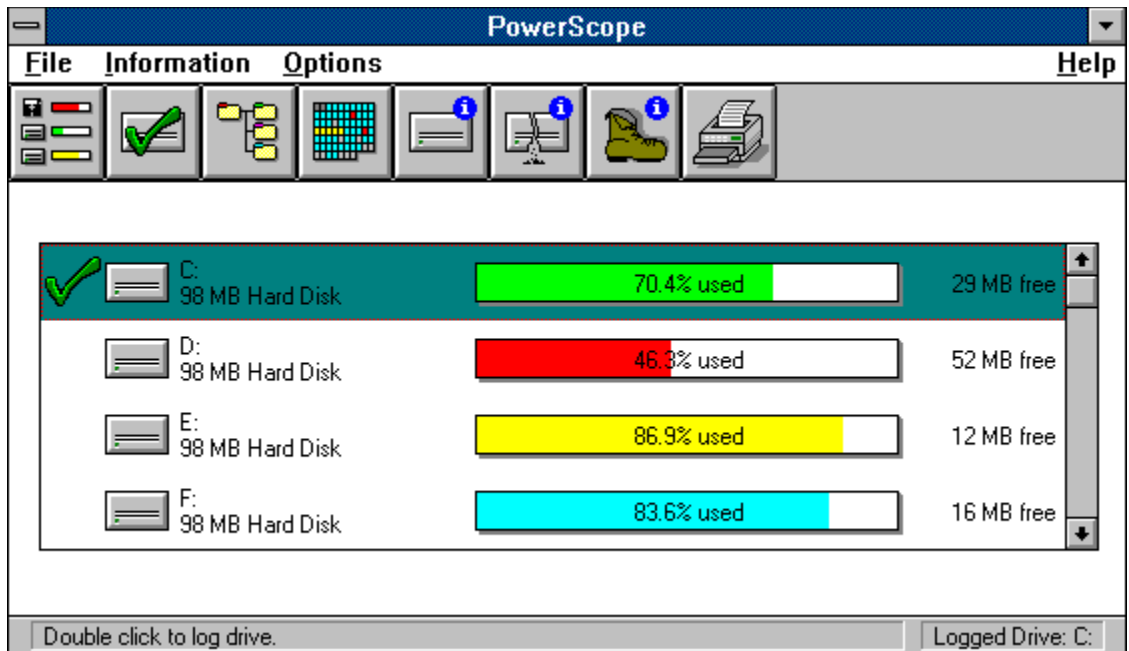 PowerScope
File Information Options Help
C:
98 MB Hard Disk
70.4% used
29 MB free
D:
98 MB Hard Disk
46.3% used
52 MB free
E:
98 MB Hard Disk
86.9% used
12 MB free
F:
98 MB Hard Disk
83.6% used
16 MB free
Double click to log drive.
Logged Drive: C: